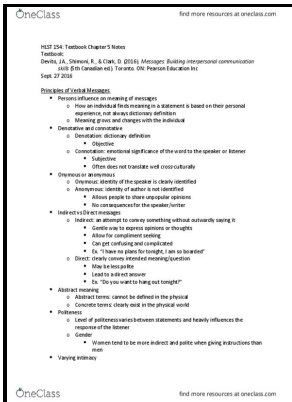 OneClass
find more resources at oneclass.com
HLST 154: Textbook Chapter 5 Notes
Textbook:
Devito, J.A., Shimoni, R., & Clark, D. (2016). Messages: Building interpersonal communication
skills (5th Canadian ed.). Toronto. ON: Pearson Education Inc
Sept. 27 2016
Principles of Verbal Messages
• Persons influence on meaning of messages
o How an individual finds meaning in a statement is based on their personal
experience, not always dictionary definition
o Meaning grows and changes with the individual
• Denotative and connotative
o Denotation: dictionary definition
• Objective
o Connotation: emotional significance of the word to the speaker or listener
• Subjective
• Often does not translate well cross-culturally
• Onymous or anonymous
o Onymous: identity of the speaker is clearly identified
o Anonymous: identity of author is not identified
• Allows people to share unpopular opinions
• No consequences for the speaker/writer
• Indirect vs Direct messages
o Indirect: an attempt to convey something without outwardly saying it
• Gentle way to express opinions or thoughts
• Allow for compliment seeking
• Can get confusing and complicated
• Ex. "I have no plans for tonight, I am so boarded"
o Direct: clearly convey intended meaning/question
• May be less polite
• Lead to a direct answer
• Ex. "Do you want to hang out tonight?"
• Abstract meaning
o Abstract terms: cannot be defined in the physical
o Concrete terms: clearly exist in the physical world
• Politeness
o Level of politeness varies between statements and heavily influences the
response of the listener
o Gender
• Women tend to be more indirect and polite when giving instructions than
men
• Varying intimacy
OneClass
find more resources at oneclass.com